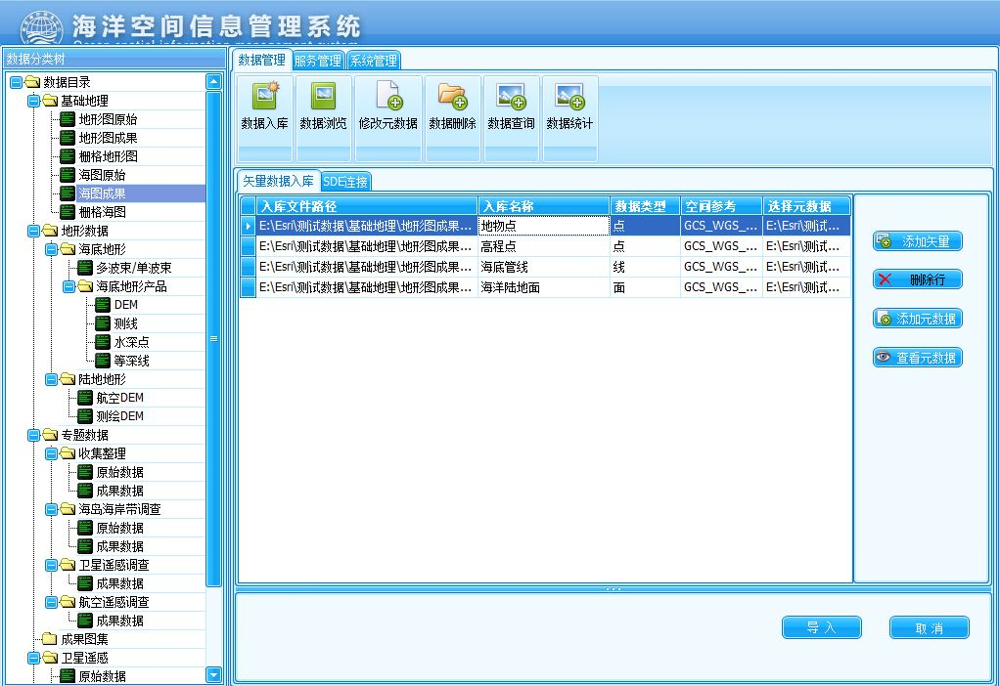 海洋空间信息管理系统
Ocean spatial information management system
数据分类树
数据目录
基础地理
地形图原始
地形图成果
栅格地形图
海图原始
海图成果
栅格海图
地形数据
海底地形
多波束/单波束
海底地形产品
DEM
测线
水深点
等深线
陆地地形
航空DEM
测绘DEM
专题数据
收集整理
原始数据
成果数据
海岛海岸带调查
原始数据
成果数据
卫星遥感调查
成果数据
航空遥感调查
成果数据
成果图集
卫星遥感
原始数据
数据管理 服务管理 系统管理
数据入库 数据浏览 修改元数据 数据删除 数据查询 数据统计
矢量数据入库 SDE连接
入库文件路径 入库名称 数据类型 空间参考 选择元数据
E:\Esri\测试数据\基础地理\地形图成果... 地物点 点 GCS_WGS_... E:\Esri\测试...
E:\Esri\测试数据\基础地理\地形图成果... 高程点 点 GCS_WGS_... E:\Esri\测试...
E:\Esri\测试数据\基础地理\地形图成果... 海底管线 线 GCS_WGS_... E:\Esri\测试...
E:\Esri\测试数据\基础地理\地形图成果... 海洋陆地面 面 GCS_WGS_... E:\Esri\测试...
添加矢量
删除行
添加元数据
查看元数据
导入 取消